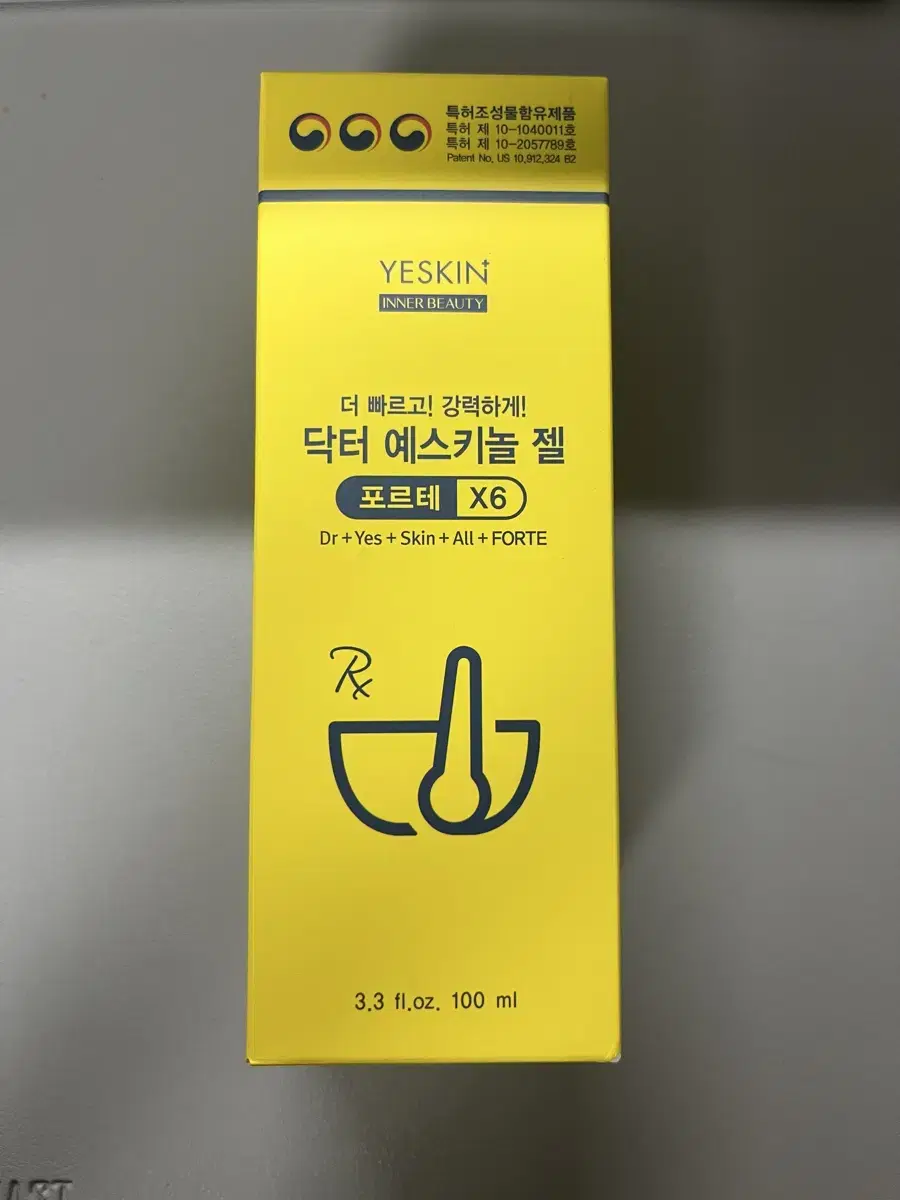 특허조성물함유제품
특허 제 10-1040011호
특허 제 10-2057789호
Patent No. US 10,912,324 B2
YESKIN+
INNER BEAUTY
더 빠르고! 강력하게!
닥터 예스키놀 젤
포르테 X6
Dr+Yes+Skin+All+FORTE
Rx
3.3 fl.oz. 100 ml